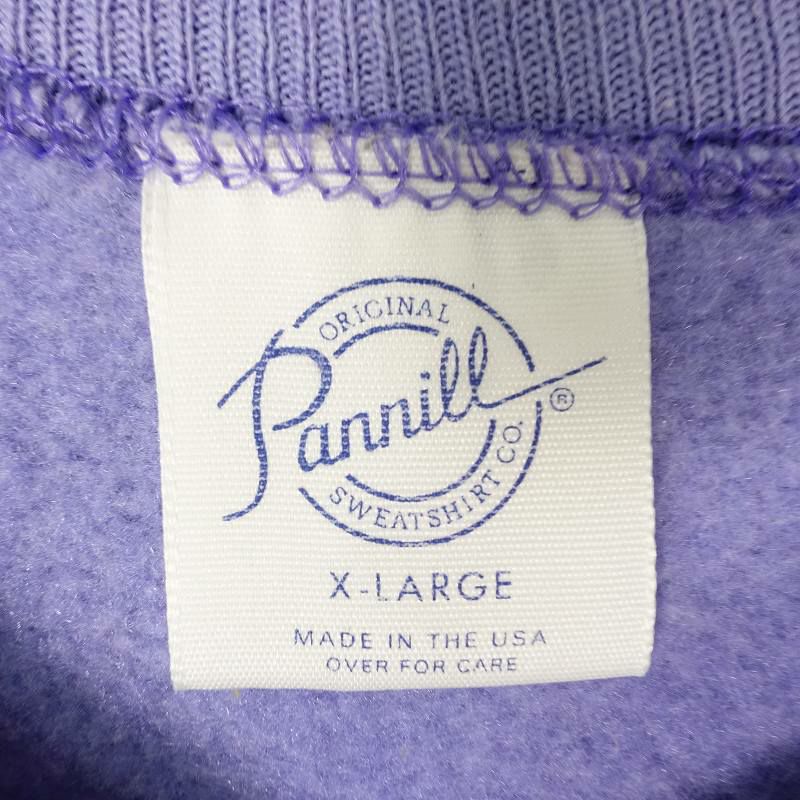 ORIGINAL
Pannill ®
SWEATSHIRT CO.
X-LARGE
MADE IN THE USA
OVER FOR CARE